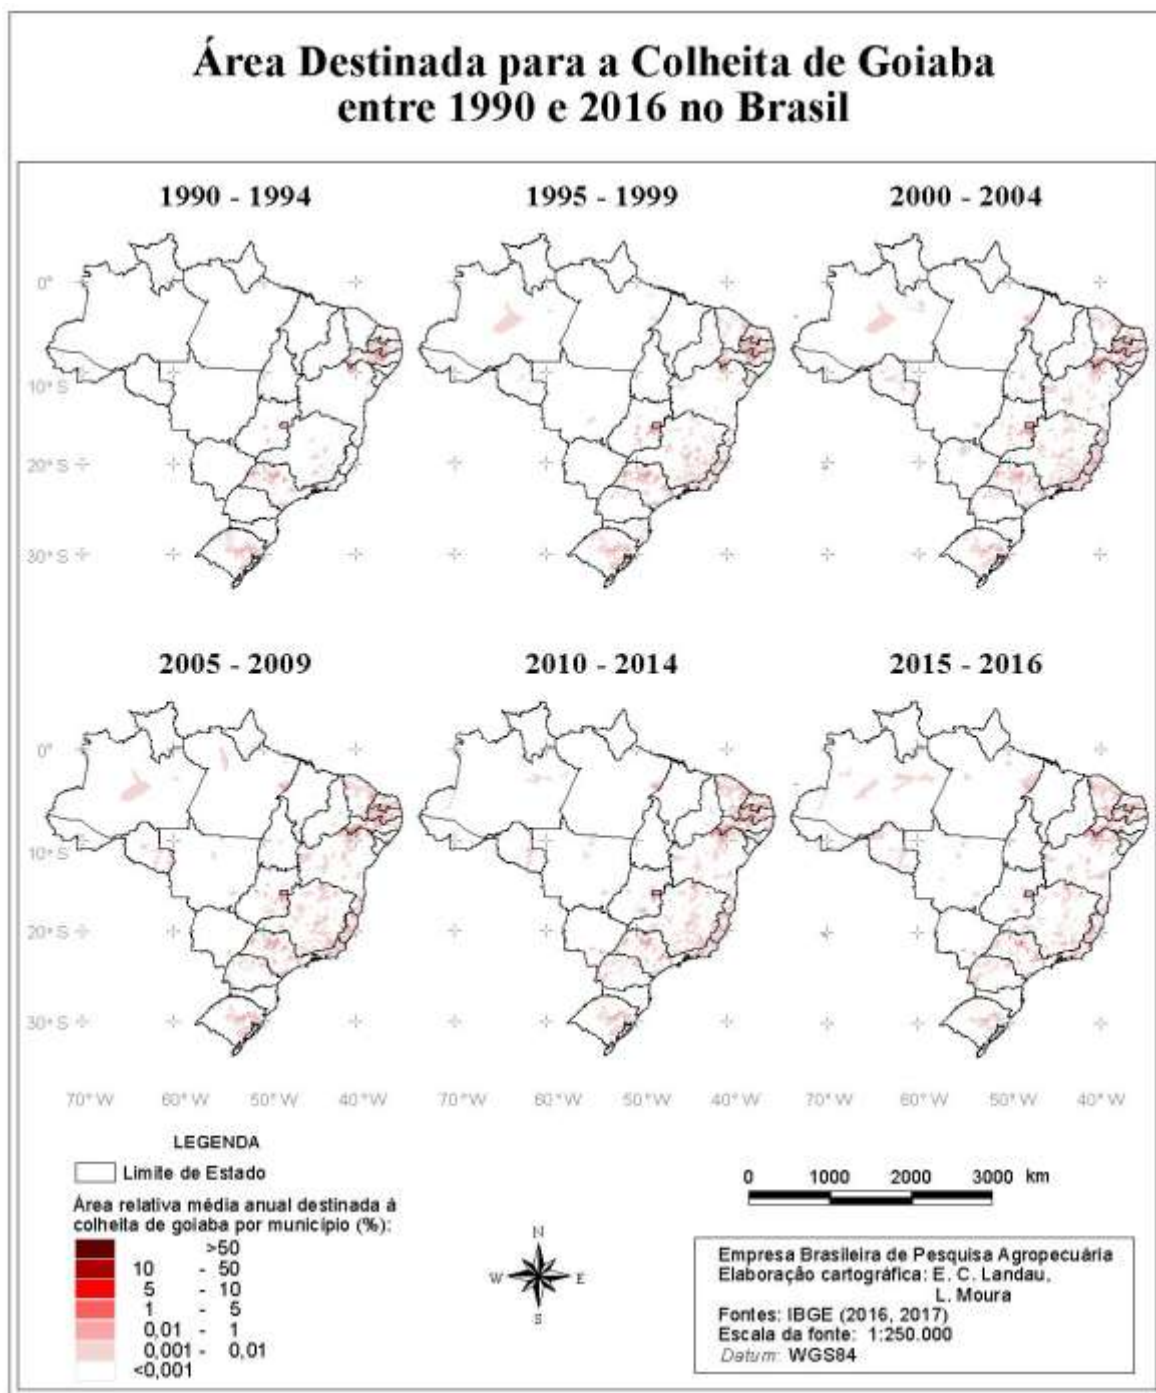 Área Destinada para a Colheita de Goiaba
entre 1990 e 2016 no Brasil
1990 - 1994
1995 - 1999
2000 - 2004
0°
10° S
20° S
30° S
2005 - 2009
2010 - 2014
2015 - 2016
0°
10° S
20° S
30° S
70° W 60° W 50° W 40° W
70° W 60° W 50° W 40° W
70° W 60° W 50° W 40° W
LEGENDA
Limite de Estado
Área relativa média anual destinada à
colheita de goiaba por município (%):
>50
10 - 50
5 - 10
1 - 5
0,01 - 1
0,001 - 0,01
<0,001
N
W E
S
0 1000 2000 3000 km
Empresa Brasileira de Pesquisa Agropecuária
Elaboração cartográfica: E. C. Landau,
L. Moura
Fontes: IBGE (2016, 2017)
Escala da fonte: 1:250.000
Datum: WGS84